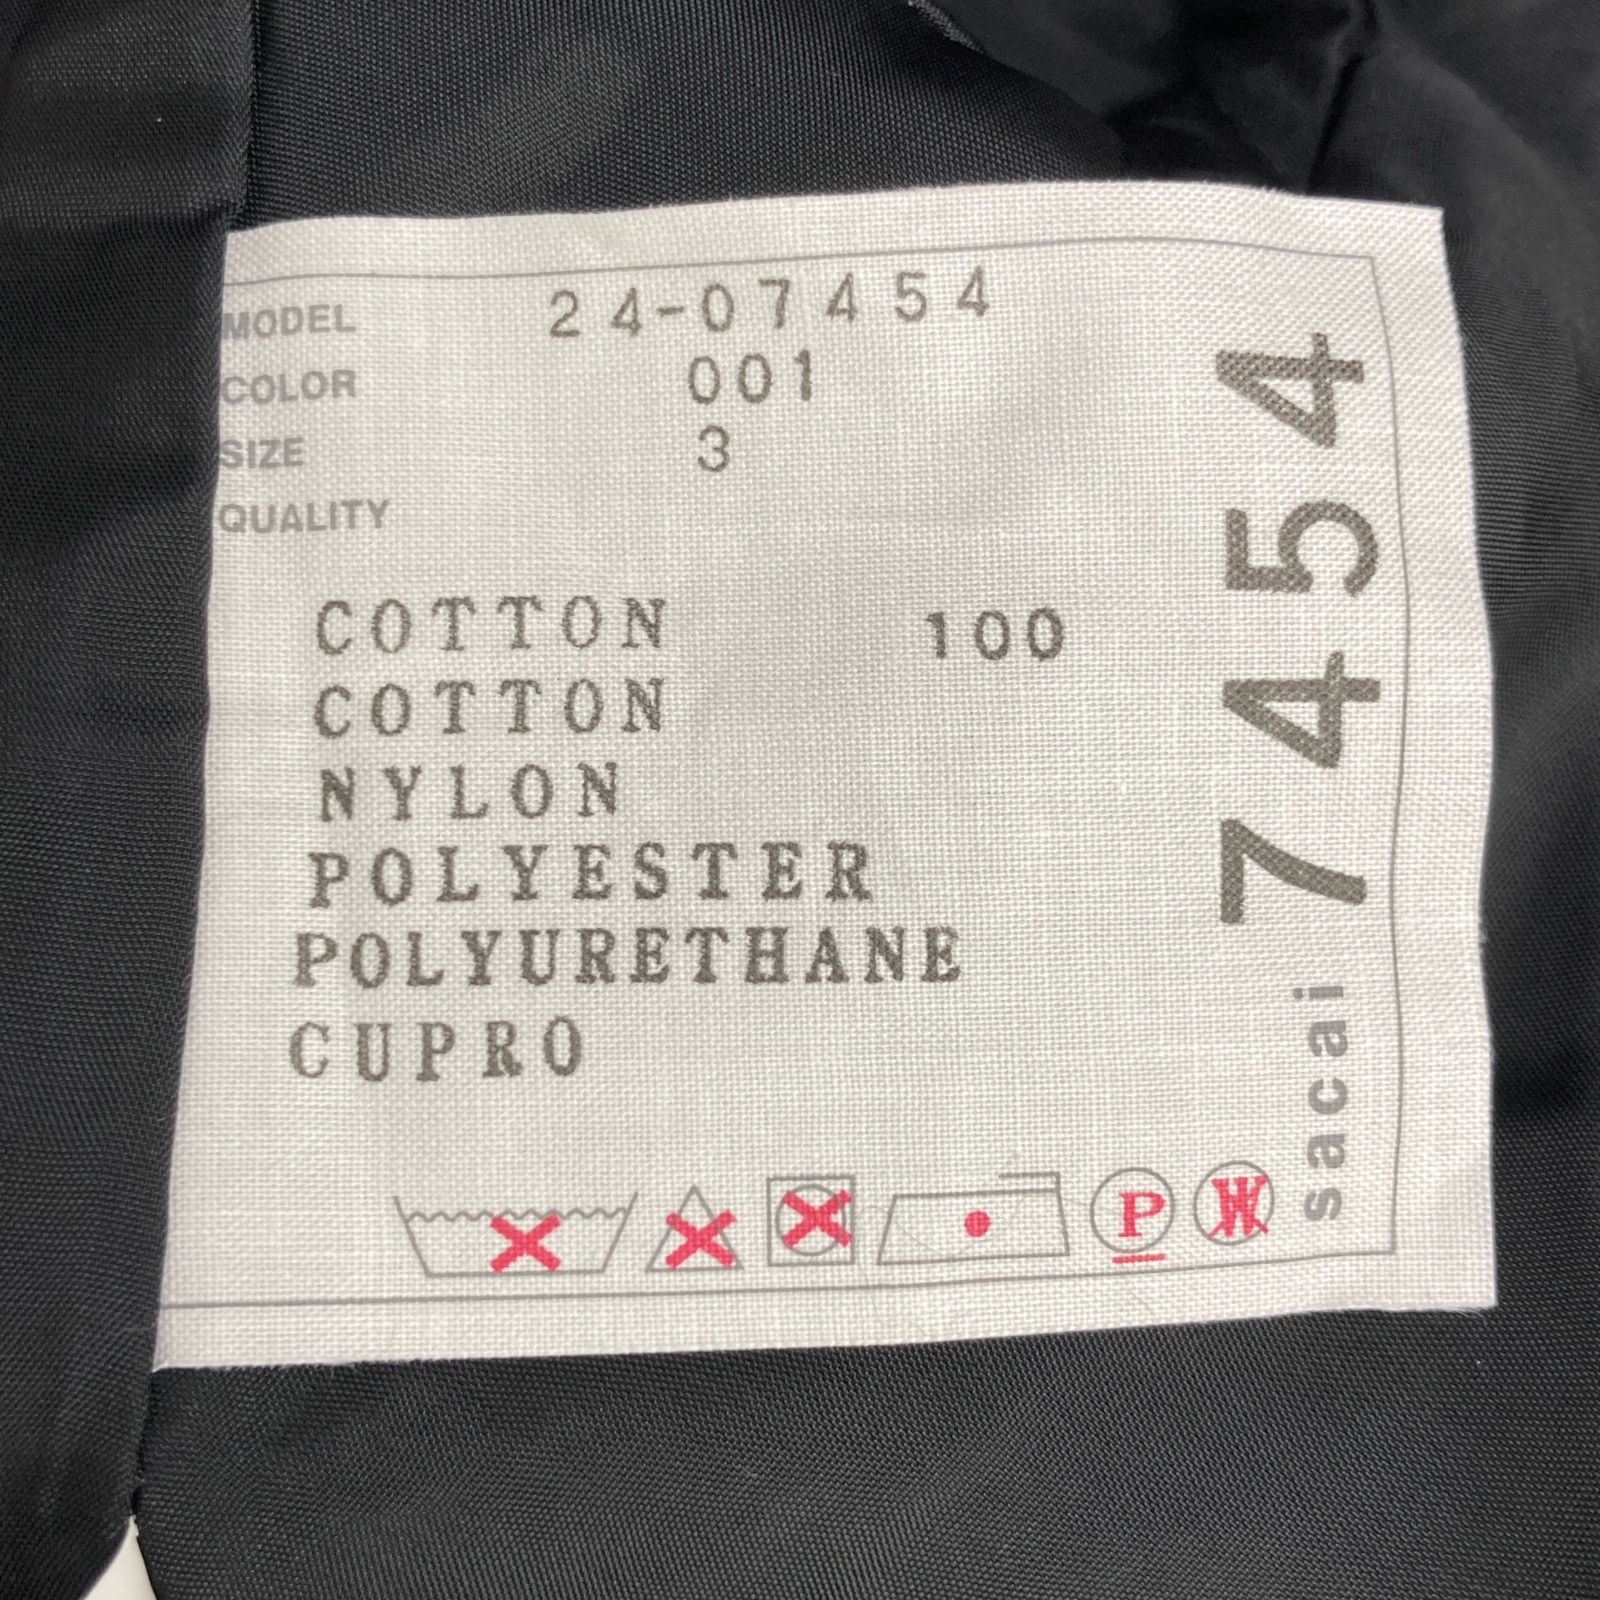 MODEL 24-07454
COLOR 001
SIZE 3
QUALITY
COTTON 100
COTTON
NYLON
POLYESTER
POLYURETHANE
CUPRO
P W
sacai 7454